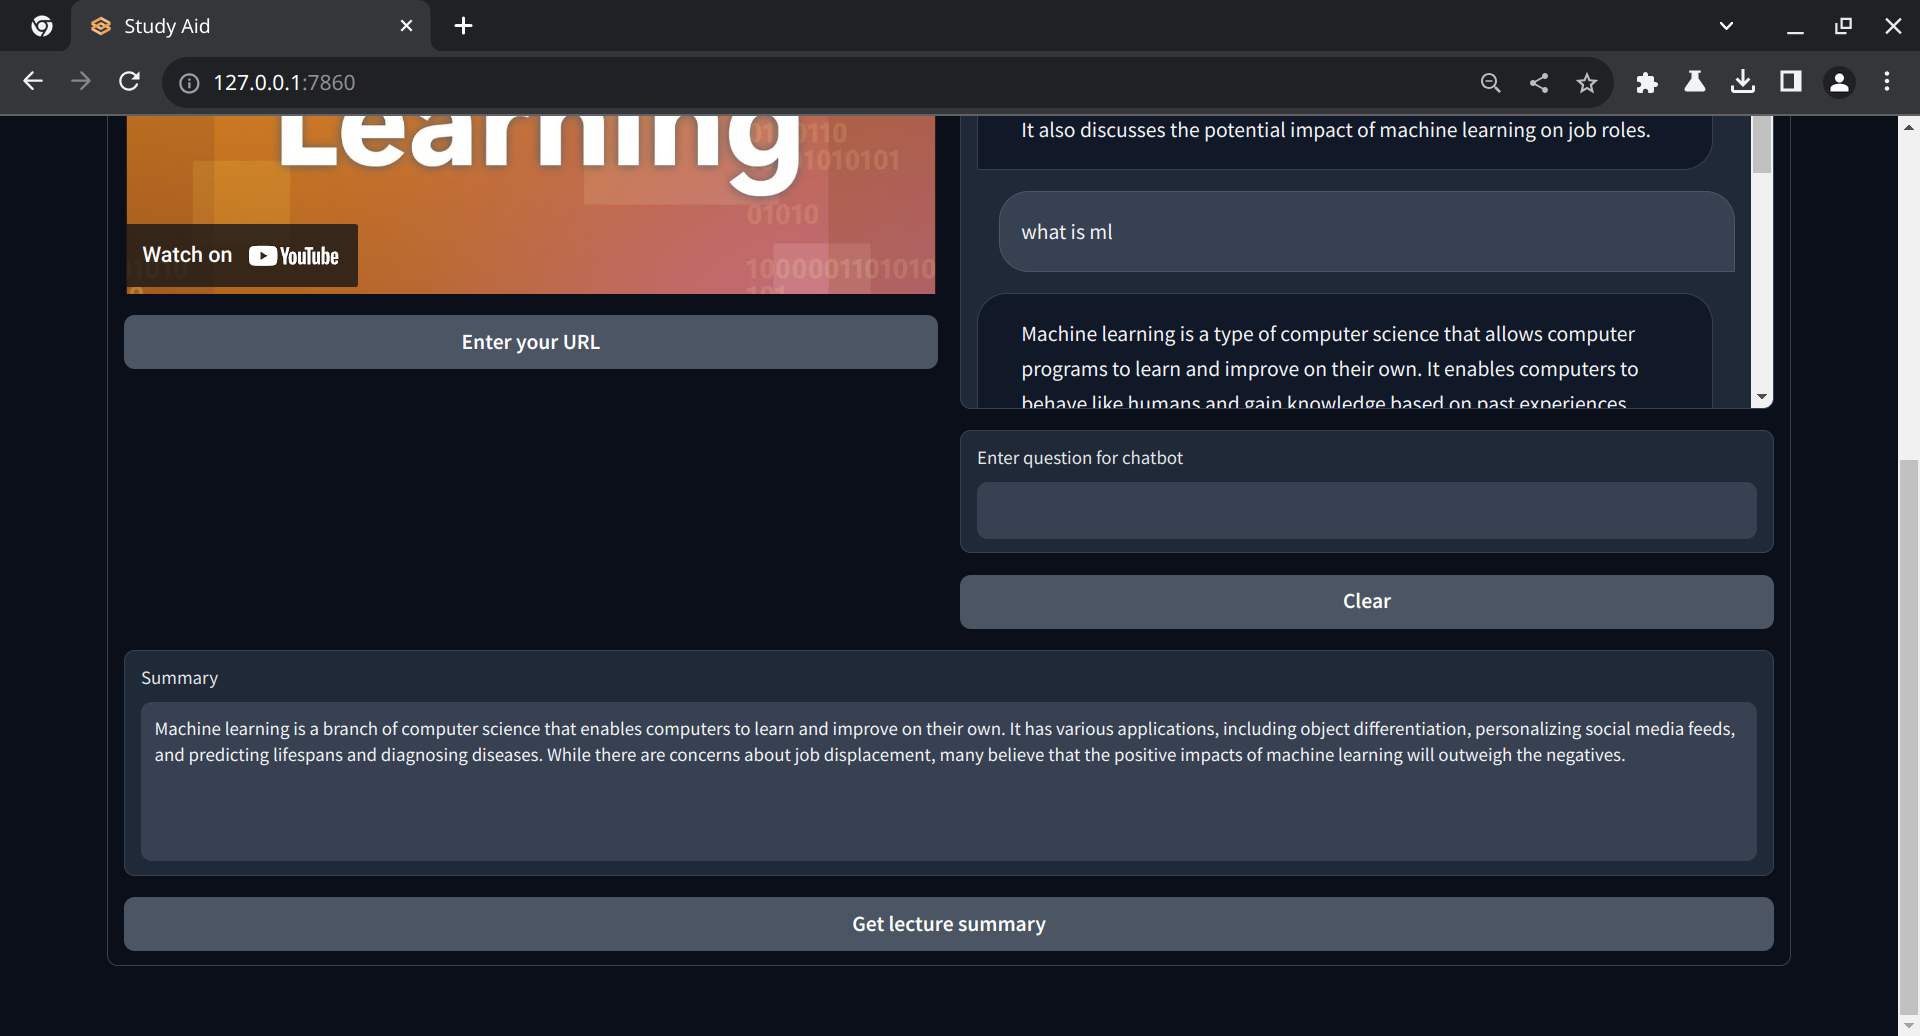 Study Aid
127.0.0.1:7860
Learning
0110110
1010101
01010
1000001101010
Watch on YouTube
Enter your URL
It also discusses the potential impact of machine learning on job roles.
what is ml
Machine learning is a type of computer science that allows computer
programs to learn and improve on their own. It enables computers to
behave like humans and gain knowledge based on past experiences
Enter question for chatbot
Clear
Summary
Machine learning is a branch of computer science that enables computers to learn and improve on their own. It has various applications, including object differentiation, personalizing social media feeds,
and predicting lifespans and diagnosing diseases. While there are concerns about job displacement, many believe that the positive impacts of machine learning will outweigh the negatives.
Get lecture summary